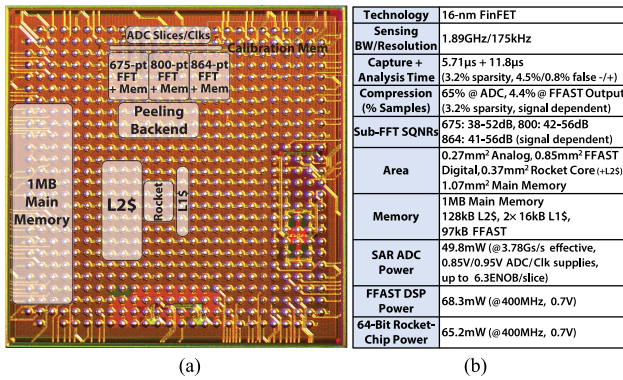 ADC Slices/Clks
Calibration Mem
675-pt 800-pt 864-pt
FFT FFT FFT
+ Mem + Mem + Mem
Peeling
Backend
1MB
Main
Memory
L2$
Rocket
L1$
(a)
Technology 16-nm FinFET
Sensing
BW/Resolution 1.89GHz/175kHz
Capture +
Analysis Time
5.71µs + 11.8µs
(3.2% sparsity, 4.5%/0.8% false -/+)
Compression
(% Samples)
65% @ ADC, 4.4% @ FFAST Output
(3.2% sparsity, signal dependent)
Sub-FFT SQNRs
675: 38-52dB, 800: 42-56dB
864: 41-56dB (signal dependent)
Area
0.27mm² Analog, 0.85mm² FFAST
Digital, 0.37mm² Rocket Core (+L2$)
1.07mm² Main Memory
Memory
1MB Main Memory
128kB L2$, 2× 16kB L1$,
97kB FFAST
SAR ADC
Power
49.8mW (@3.78Gs/s effective,
0.85V/0.95V ADC/Clk supplies,
up to 6.3ENOB/slice)
FFAST DSP
Power
68.3mW (@400MHz, 0.7V)
64-Bit Rocket-
Chip Power
65.2mW (@400MHz, 0.7V)
(b)